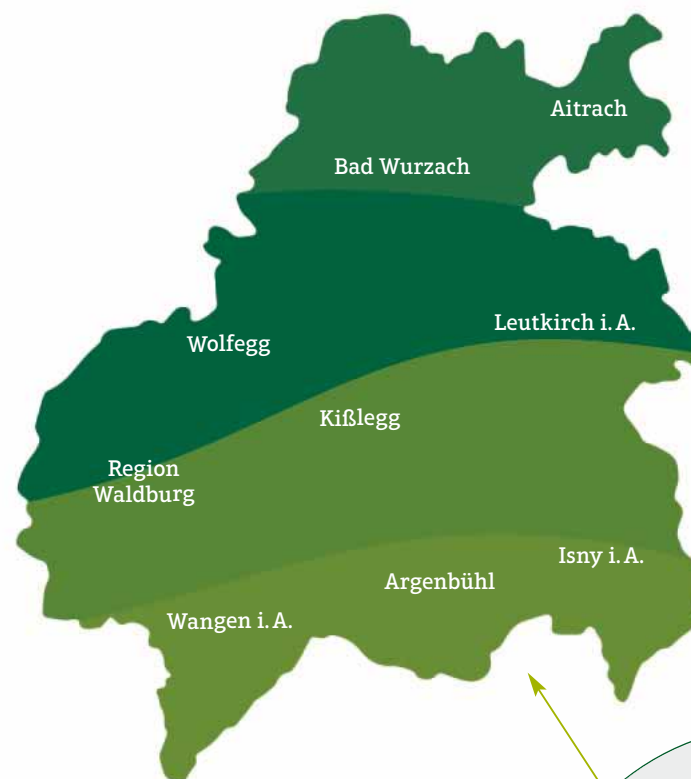 Aitrach
Bad Wurzach
Leutkirch i. A.
Wolfegg
Kißlegg
Region
Waldburg
Isny i. A.
Argenbühl
Wangen i. A.